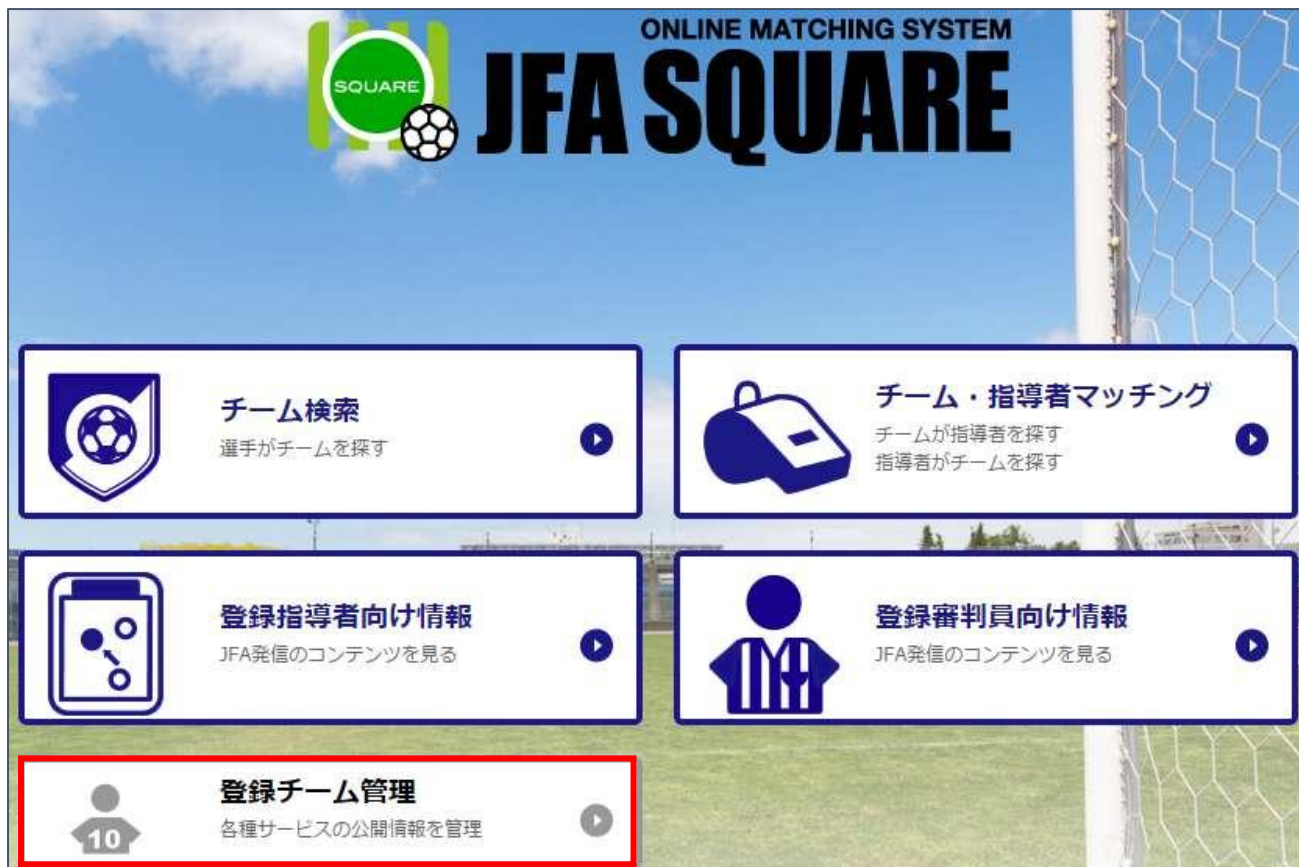 ONLINE MATCHING SYSTEM
SQUARE
JFA SQUARE
チーム検索
選手がチームを探す
チーム・指導者マッチング
チームが指導者を探す
指導者がチームを探す
登録指導者向け情報
JFA発信のコンテンツを見る
登録審判員向け情報
JFA発信のコンテンツを見る
10
登録チーム管理
各種サービスの公開情報を管理